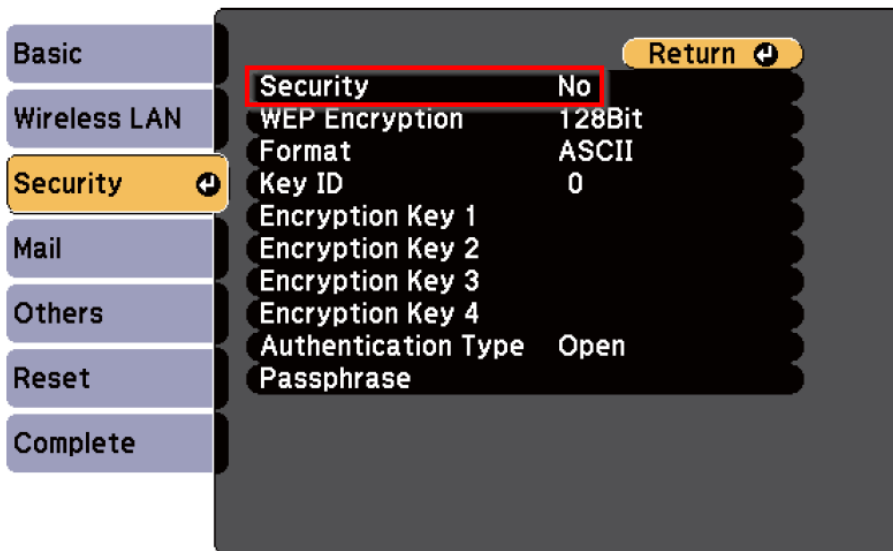 Basic
Wireless LAN
Security
Mail
Others
Reset
Complete
Return
Security No
WEP Encryption 128Bit
Format ASCII
Key ID 0
Encryption Key 1
Encryption Key 2
Encryption Key 3
Encryption Key 4
Authentication Type Open
Passphrase